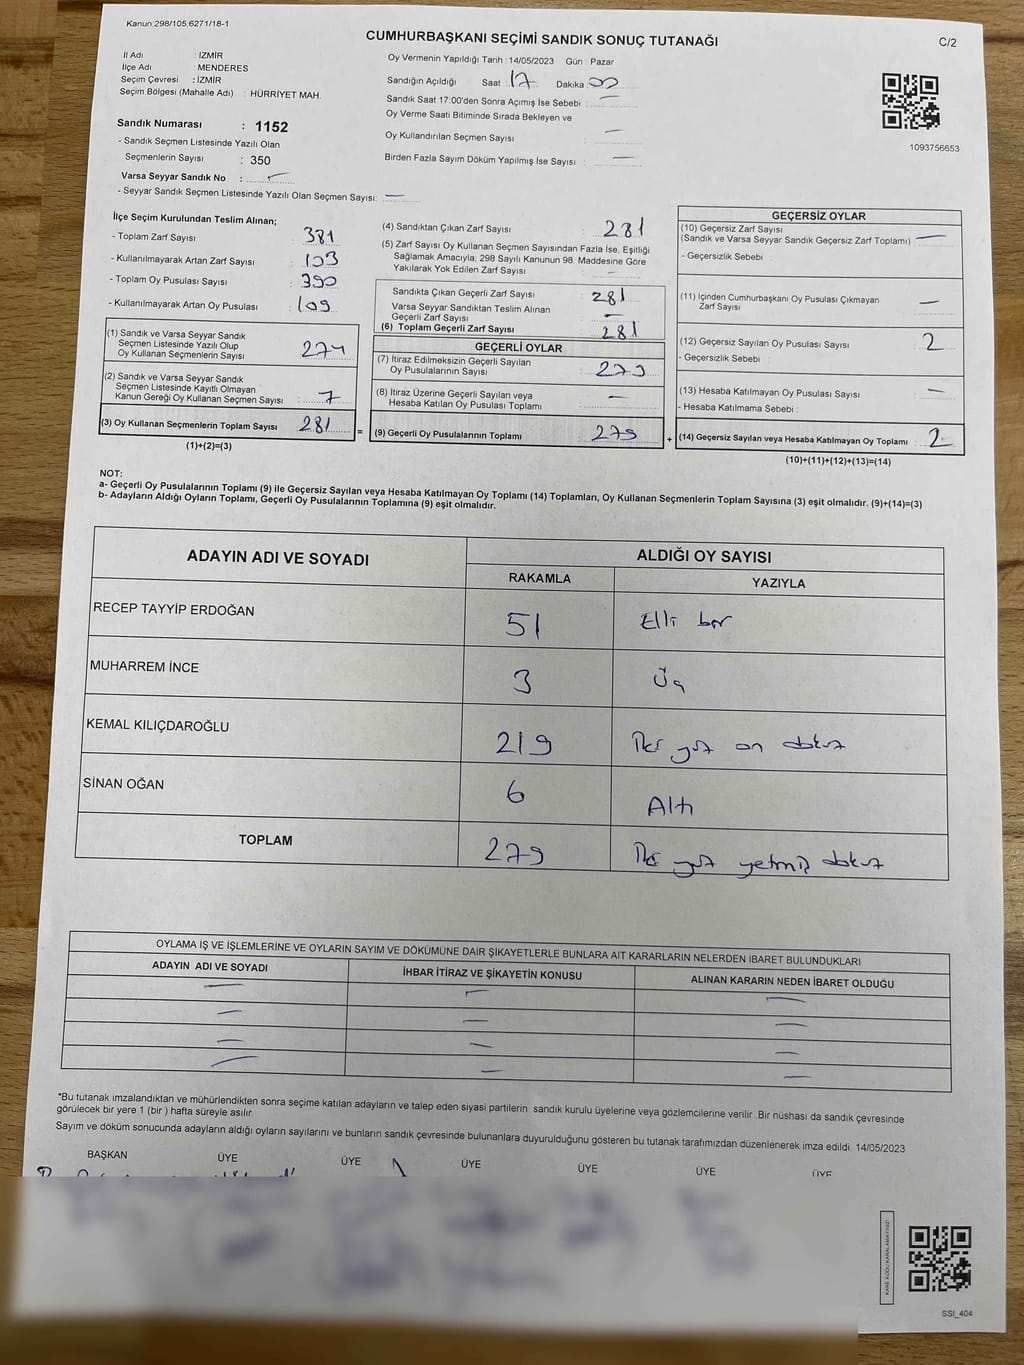 Kanun:298/105,6271/18-1
CUMHURBAŞKANI SEÇİMİ SANDIK SONUÇ TUTANAĞI
C/2
İl Adı : İZMİR
İlçe Adı : MENDERES
Seçim Çevresi : İZMİR
Seçim Bölgesi (Mahalle Adı) : HÜRRİYET MAH.
Oy Vermenin Yapıldığı Tarih : 14/05/2023 Gün : Pazar
Sandığın Açıldığı Saat 17 Dakika : 00
Sandık Saat 17:00'den Sonra Açımış İse Sebebi : —
Oy Verme Saati Bitiminde Sırada Bekleyen ve
Oy Kullandırılan Seçmen Sayısı : —
Birden Fazla Sayım Döküm Yapılmış İse Sayısı : —
1093756653
Sandık Numarası : 1152
- Sandık Seçmen Listesinde Yazılı Olan
Seçmenlerin Sayısı : 350
Varsa Seyyar Sandık No : —
- Seyyar Sandık Seçmen Listesinde Yazılı Olan Seçmen Sayısı: —
İlçe Seçim Kurulundan Teslim Alınan;
- Toplam Zarf Sayısı : 381
- Kullanılmayarak Artan Zarf Sayısı : 103
- Toplam Oy Pusulası Sayısı : 390
- Kullanılmayarak Artan Oy Pusulası : 109
(1) Sandık ve Varsa Seyyar Sandık
Seçmen Listesinde Yazılı Olup
Oy Kullanan Seçmenlerin Sayısı : 274
(2) Sandık ve Varsa Seyyar Sandık
Seçmen Listesinde Kayıtlı Olmayan
Kanun Gereği Oy Kullanan Seçmen Sayısı : 7
(3) Oy Kullanan Seçmenlerin Toplam Sayısı : 281
(1)+(2)=(3)
(4) Sandıktan Çıkan Zarf Sayısı : 281
(5) Zarf Sayısı Oy Kullanan Seçmen Sayısından Fazla İse, Eşitliği
Sağlamak Amacıyla; 298 Sayılı Kanunun 98. Maddesine Göre
Yakılarak Yok Edilen Zarf Sayısı : —
Sandıkta Çıkan Geçerli Zarf Sayısı : 281
Varsa Seyyar Sandıktan Teslim Alınan
Geçerli Zarf Sayısı : —
(6) Toplam Geçerli Zarf Sayısı : 281
GEÇERLİ OYLAR
(7) İtiraz Edilmeksizin Geçerli Sayılan
Oy Pusulalarının Sayısı : 279
(8) İtiraz Üzerine Geçerli Sayılan veya
Hesaba Katılan Oy Pusulası Toplamı : —
= (9) Geçerli Oy Pusulalarının Toplamı : 279
GEÇERSİZ OYLAR
(10) Geçersiz Zarf Sayısı
(Sandık ve Varsa Seyyar Sandık Geçersiz Zarf Toplamı) : —
- Geçersizlik Sebebi :
(11) İçinden Cumhurbaşkanı Oy Pusulası Çıkmayan
Zarf Sayısı : —
(12) Geçersiz Sayılan Oy Pusulası Sayısı : 2
- Geçersizlik Sebebi :
(13) Hesaba Katılmayan Oy Pusulası Sayısı : —
- Hesaba Katılmama Sebebi :
+ (14) Geçersiz Sayılan veya Hesaba Katılmayan Oy Toplamı : 2
(10)+(11)+(12)+(13)=(14)
NOT:
a- Geçerli Oy Pusulalarının Toplamı (9) ile Geçersiz Sayılan veya Hesaba Katılmayan Oy Toplamı (14) Toplamları, Oy Kullanan Seçmenlerin Toplam Sayısına (3) eşit olmalıdır. (9)+(14)=(3)
b- Adayların Aldığı Oyların Toplamı, Geçerli Oy Pusulalarının Toplamına (9) eşit olmalıdır.
ADAYIN ADI VE SOYADI ALDIĞI OY SAYISI
RAKAMLA YAZIYLA
RECEP TAYYİP ERDOĞAN 51 Elli bir
MUHARREM İNCE 3 Üç
KEMAL KILIÇDAROĞLU 219 İki yüz on dokuz
SİNAN OĞAN 6 Altı
TOPLAM 279 İki yüz yetmiş dokuz
OYLAMA İŞ VE İŞLEMLERİNE VE OYLARIN SAYIM VE DÖKÜMÜNE DAİR ŞİKAYETLERLE BUNLARA AİT KARARLARIN NELERDEN İBARET BULUNDUKLARI
ADAYIN ADI VE SOYADI İHBAR İTİRAZ VE ŞİKAYETİN KONUSU ALINAN KARARIN NEDEN İBARET OLDUĞU
— — —
— — —
— — —
— — —
*Bu tutanak imzalandıktan ve mühürlendikten sonra seçime katılan adayların ve talep eden siyasi partilerin sandık kurulu üyelerine veya gözlemcilerine verilir. Bir nüshası da sandık çevresinde
görülecek bir yere 1 (bir) hafta süreyle asılır.
Sayım ve döküm sonucunda adayların aldığı oyların sayılarını ve bunların sandık çevresinde bulunanlara duyurulduğunu gösteren bu tutanak tarafımızdan düzenlenerek imza edildi. 14/05/2023
BAŞKAN ÜYE ÜYE ÜYE ÜYE ÜYE ÜYE
KARE KODU KARALAMAYINIZ!
SSI_404